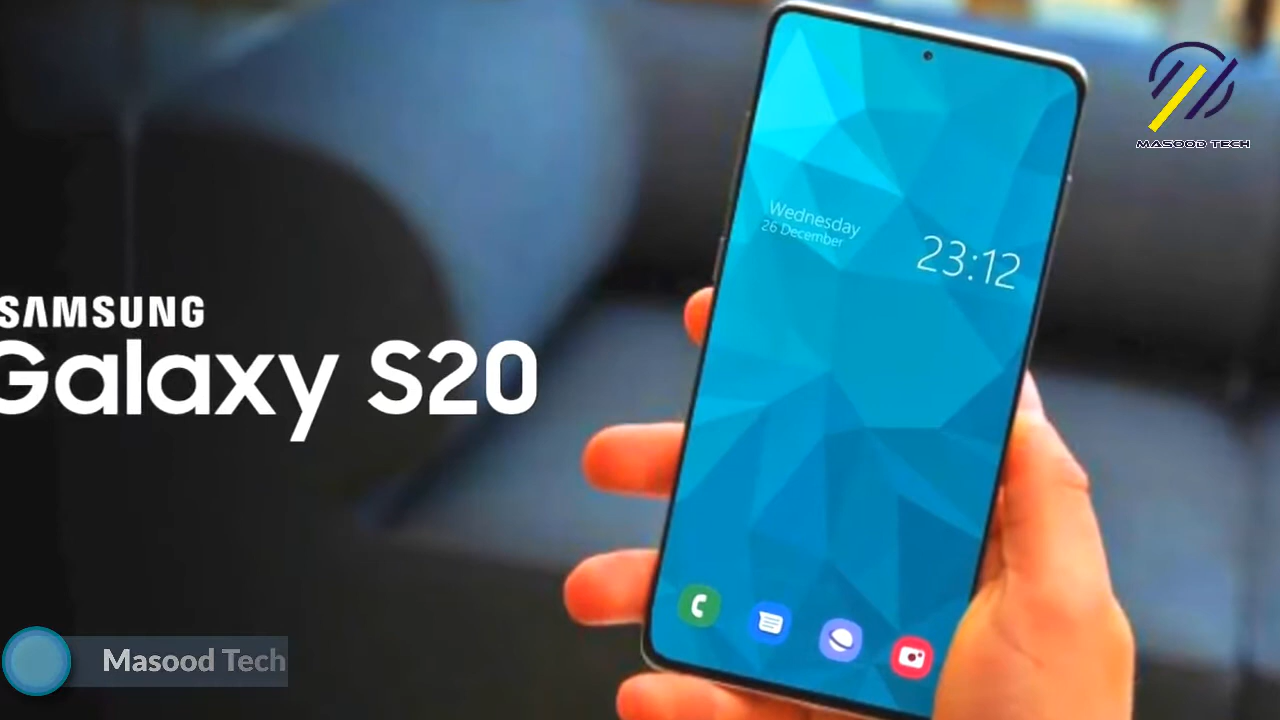 MASOOD TECH
Wednesday
26 December
23:12
SAMSUNG
Galaxy S20
Masood Tech